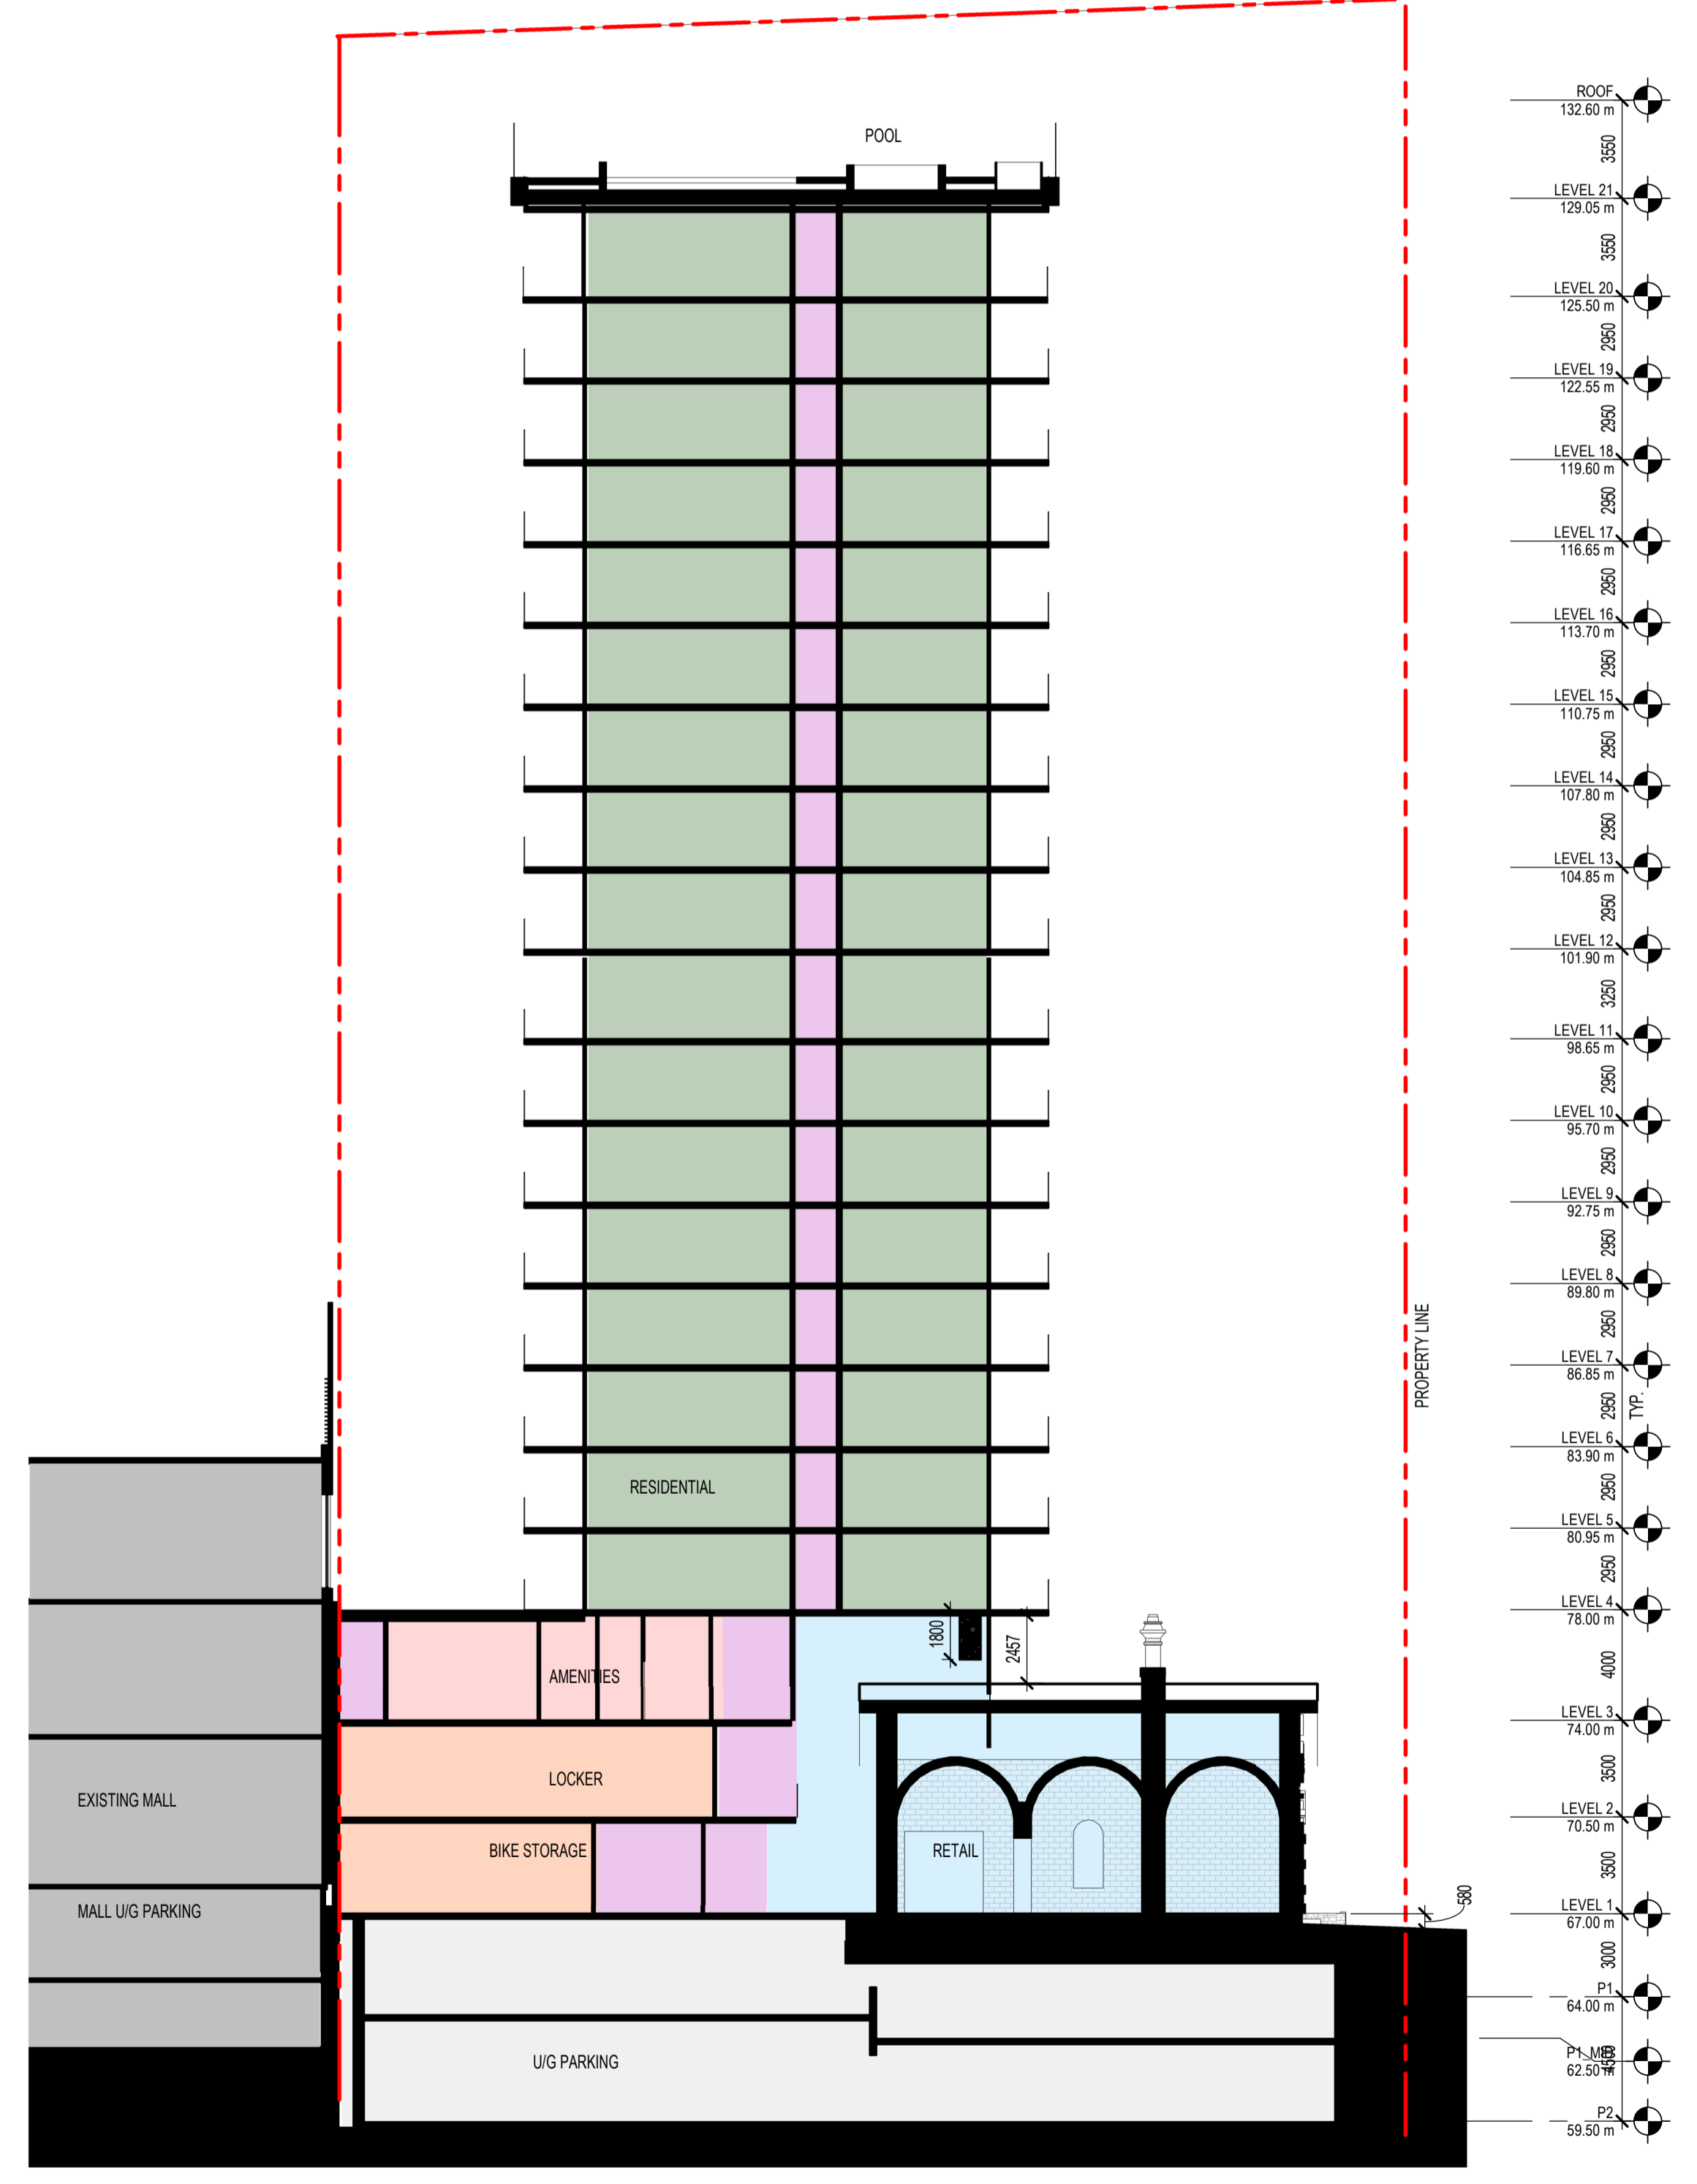 POOL
ROOF
132.60 m
3550
LEVEL 21
129.05 m
3550
LEVEL 20
125.50 m
2950
LEVEL 19
122.55 m
2950
LEVEL 18
119.60 m
2950
LEVEL 17
116.65 m
2950
LEVEL 16
113.70 m
2950
LEVEL 15
110.75 m
2950
LEVEL 14
107.80 m
2950
LEVEL 13
104.85 m
2950
LEVEL 12
101.90 m
3250
LEVEL 11
98.65 m
2950
LEVEL 10
95.70 m
2950
LEVEL 9
92.75 m
2950
LEVEL 8
89.80 m
2950
LEVEL 7
86.85 m
2950
TYP.
LEVEL 6
83.90 m
2950
LEVEL 5
80.95 m
2950
LEVEL 4
78.00 m
4000
LEVEL 3
74.00 m
3500
LEVEL 2
70.50 m
3500
LEVEL 1
67.00 m
3000
P1
64.00 m
P1_MID
62.50 m
4500
P2
59.50 m
PROPERTY LINE
RESIDENTIAL
1800
2457
AMENITIES
LOCKER
EXISTING MALL
BIKE STORAGE
RETAIL
580
MALL U/G PARKING
U/G PARKING